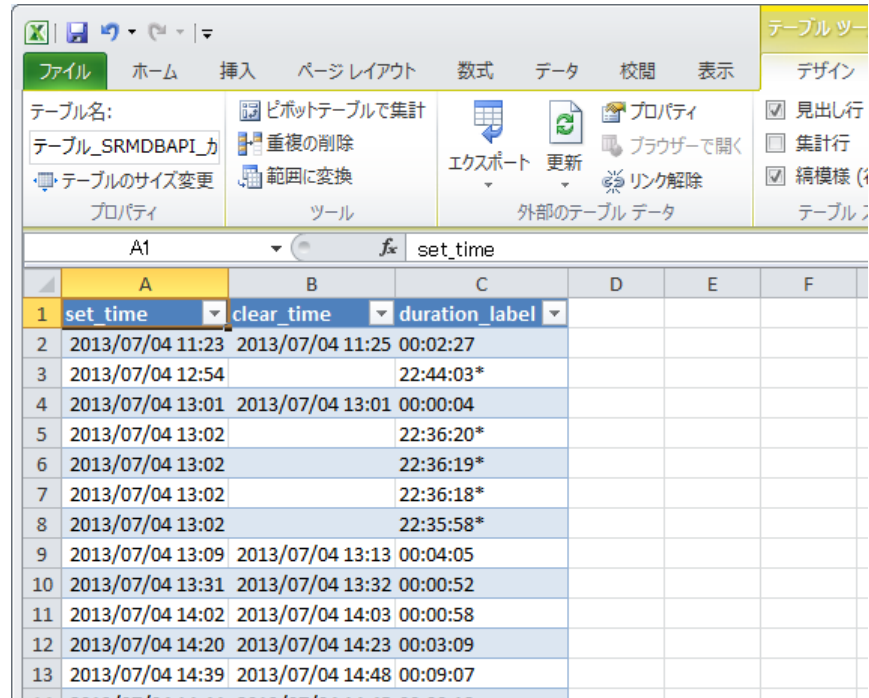 テーブル ツー
ファイル ホーム 挿入 ページ レイアウト 数式 データ 校閲 表示 デザイン
テーブル名: ピボットテーブルで集計 プロパティ 見出し行
テーブル_SRMDBAPI_カ 重複の削除 エクスポート 更新 ブラウザーで開く 集計行
テーブルのサイズ変更 範囲に変換 リンク解除 縞模様 (行
プロパティ ツール 外部のテーブル データ テーブル ス
A1 fx set_time
A B C D E F
1 set_time clear_time duration_label
2 2013/07/04 11:23 2013/07/04 11:25 00:02:27
3 2013/07/04 12:54 22:44:03*
4 2013/07/04 13:01 2013/07/04 13:01 00:00:04
5 2013/07/04 13:02 22:36:20*
6 2013/07/04 13:02 22:36:19*
7 2013/07/04 13:02 22:36:18*
8 2013/07/04 13:02 22:35:58*
9 2013/07/04 13:09 2013/07/04 13:13 00:04:05
10 2013/07/04 13:31 2013/07/04 13:32 00:00:52
11 2013/07/04 14:02 2013/07/04 14:03 00:00:58
12 2013/07/04 14:20 2013/07/04 14:23 00:03:09
13 2013/07/04 14:39 2013/07/04 14:48 00:09:07